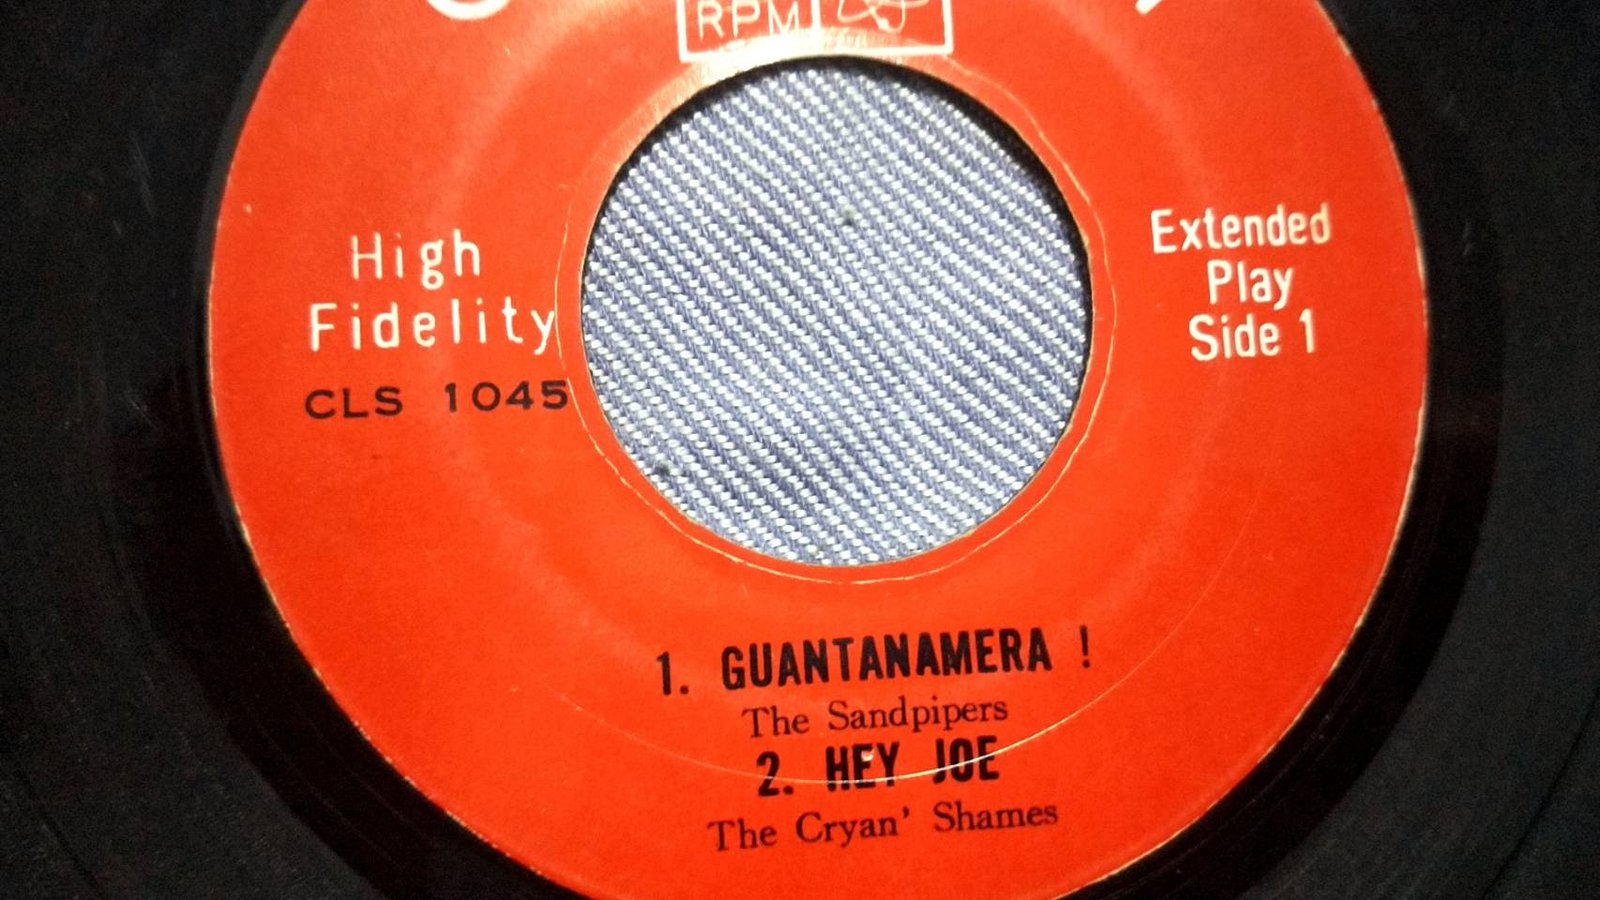 RPM
High
Fidelity
CLS 1045
Extended
Play
Side 1
1. GUANTANAMERA !
The Sandpipers
2. HEY JOE
The Cryan' Shames